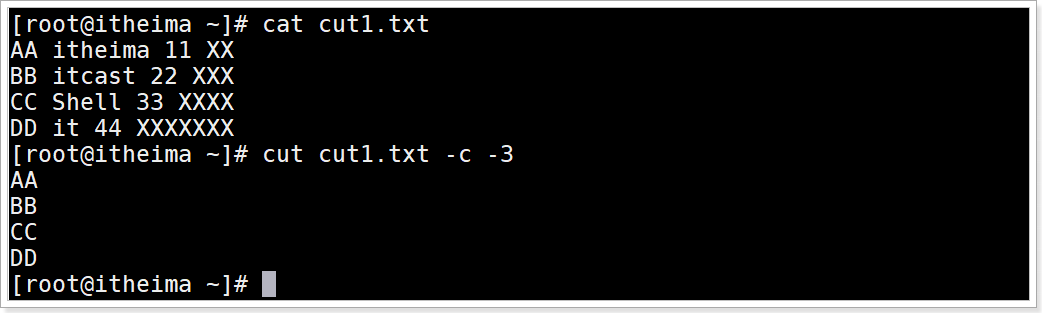 [root@itheima ~]# cat cut1.txt
AA itheima 11 XX
BB itcast 22 XXX
CC Shell 33 XXXX
DD it 44 XXXXXXX
[root@itheima ~]# cut cut1.txt -c -3
AA
BB
CC
DD
[root@itheima ~]#